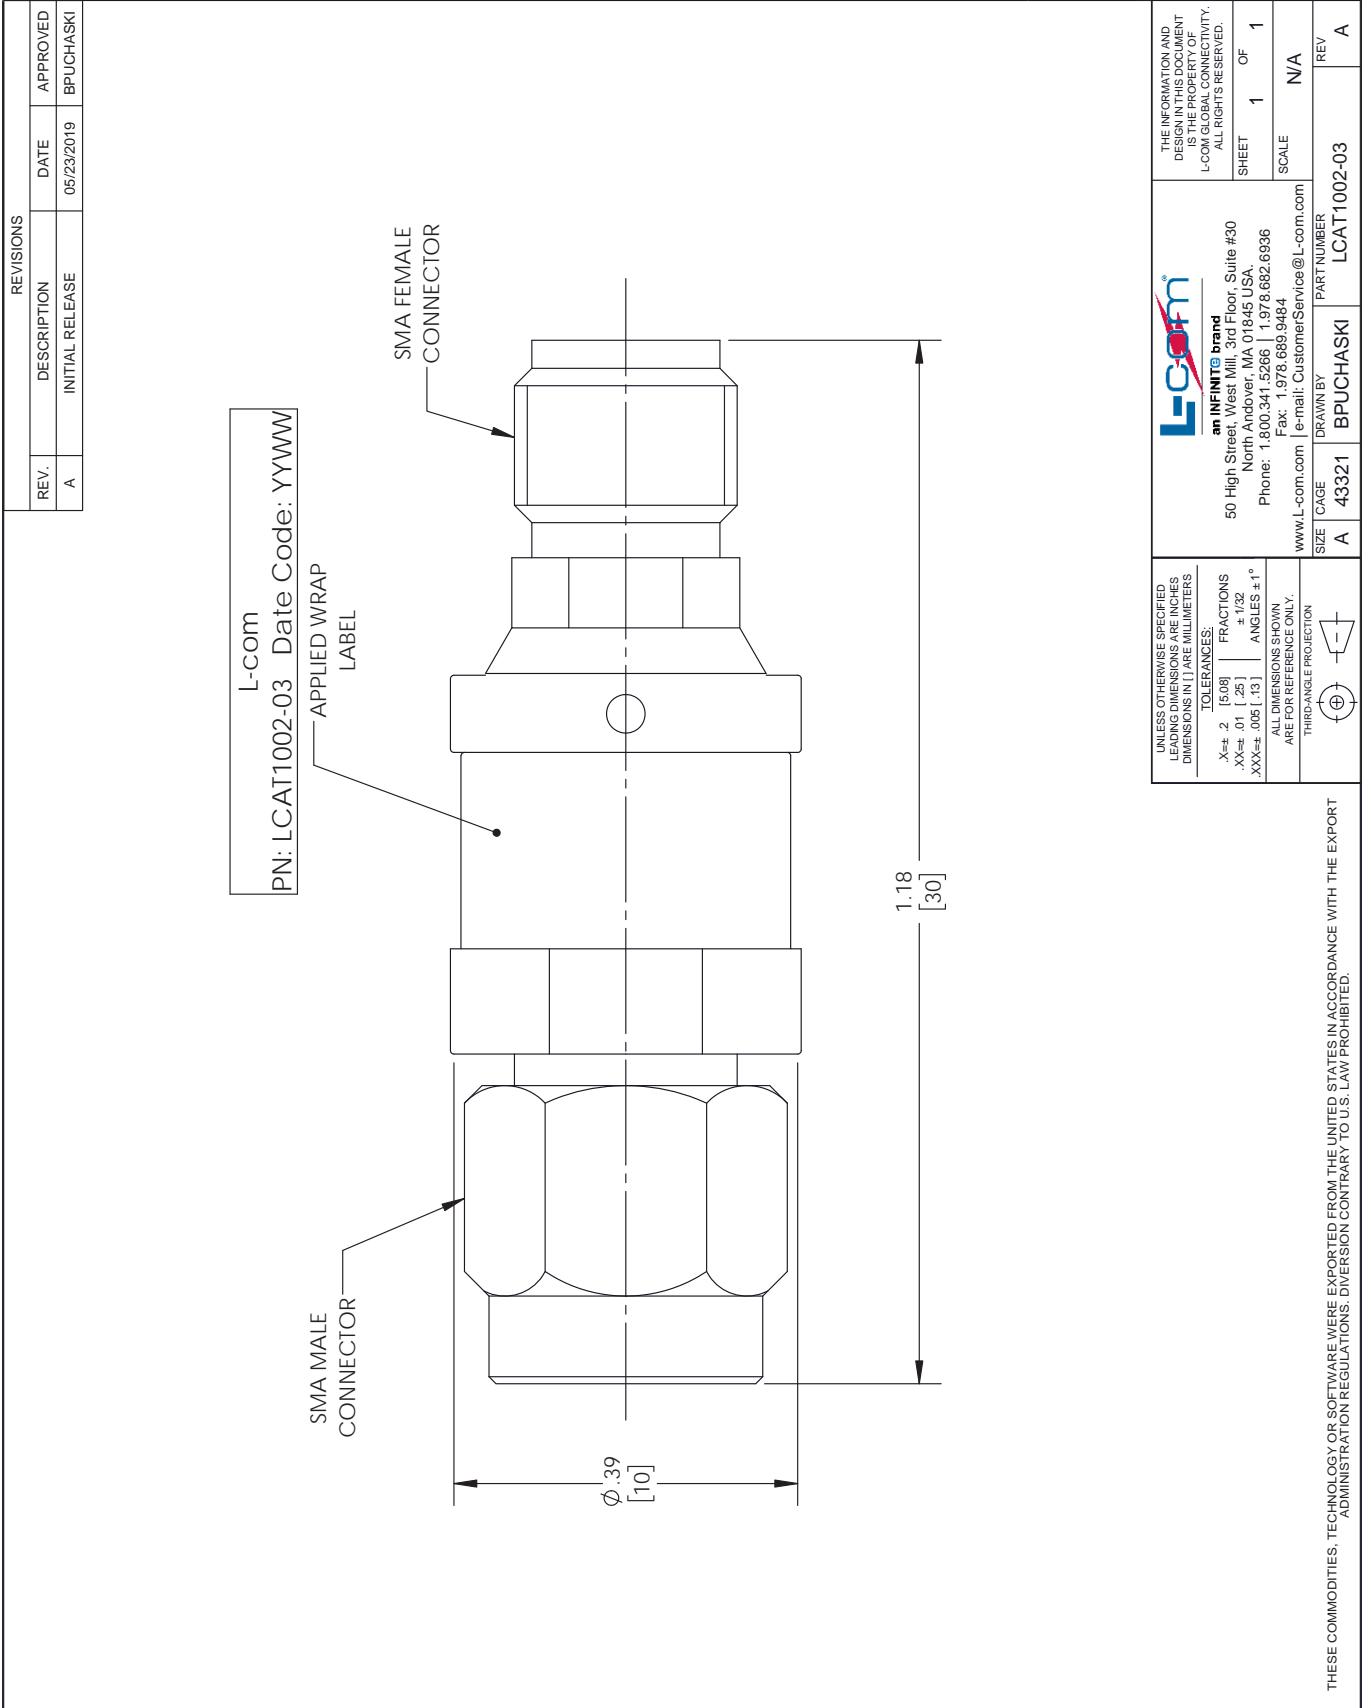 REVISIONS
REV. DESCRIPTION DATE APPROVED
A INITIAL RELEASE 05/23/2019 BPUCHASKI
L-com
PN: LCAT1002-03 Date Code: YYWW
APPLIED WRAP
LABEL
SMA FEMALE
CONNECTOR
SMA MALE
CONNECTOR
1.18
[30]
Ø .39
[10]
UNLESS OTHERWISE SPECIFIED
LEADING DIMENSIONS ARE INCHES
DIMENSIONS IN [ ] ARE MILLIMETERS
TOLERANCES:
.X=± .2 [5.08] FRACTIONS
.XX=± .01 [ .25] ± 1/32
.XXX=± .005 [ .13] ANGLES ± 1°
ALL DIMENSIONS SHOWN
ARE FOR REFERENCE ONLY.
THIRD-ANGLE PROJECTION
L-com®
an INFINITe brand
50 High Street, West Mill, 3rd Floor, Suite #30
North Andover, MA 01845 USA.
Phone: 1.800.341.5266 | 1.978.682.6936
Fax: 1.978.689.9484
www.L-com.com | e-mail: CustomerService@L-com.com
THE INFORMATION AND
DESIGN IN THIS DOCUMENT
IS THE PROPERTY OF
L-COM GLOBAL CONNECTIVITY.
ALL RIGHTS RESERVED.
SHEET 1 OF 1
SCALE N/A
SIZE A
CAGE 43321
DRAWN BY BPUCHASKI
PART NUMBER LCAT1002-03
REV A
THESE COMMODITIES, TECHNOLOGY OR SOFTWARE WERE EXPORTED FROM THE UNITED STATES IN ACCORDANCE WITH THE EXPORT
ADMINISTRATION REGULATIONS. DIVERSION CONTRARY TO U.S. LAW PROHIBITED.